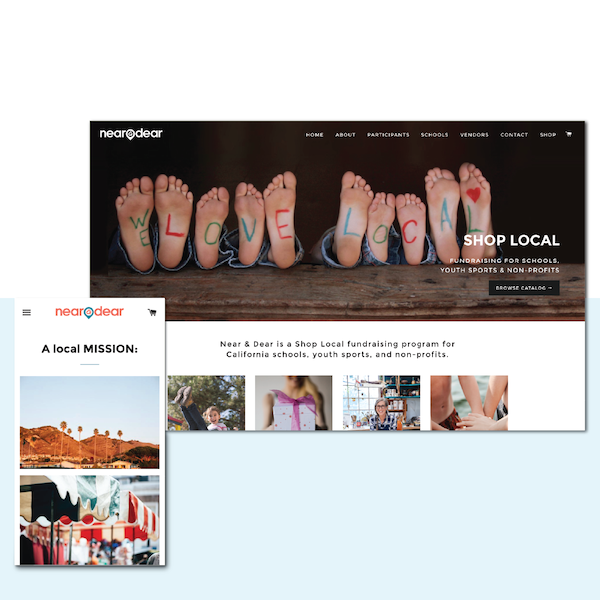 near dear
HOME ABOUT PARTICIPANTS SCHOOLS VENDORS CONTACT SHOP
WE LOVE LOCAL
SHOP LOCAL
FUNDRAISING FOR SCHOOLS,
YOUTH SPORTS & NON-PROFITS
BROWSE CATALOG →
Near & Dear is a Shop Local fundraising program for
California schools, youth sports, and non-profits.
near dear
A local MISSION: